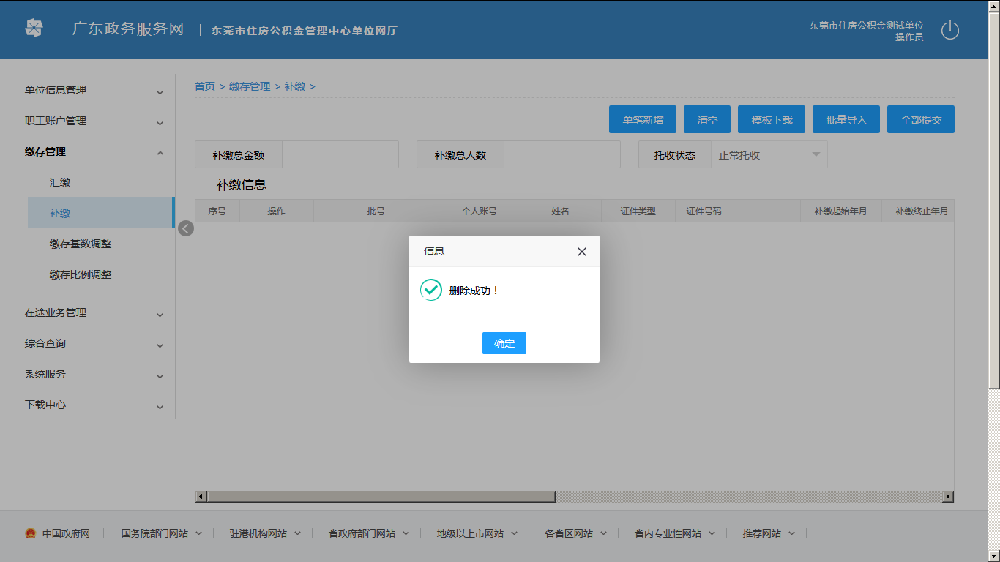 广东政务服务网 | 东莞市住房公积金管理中心单位网厅
东莞市住房公积金测试单位
操作员
单位信息管理
职工账户管理
缴存管理
汇缴
补缴
缴存基数调整
缴存比例调整
在途业务管理
综合查询
系统服务
下载中心
首页 > 缴存管理 > 补缴 >
单笔新增 清空 模板下载 批量导入 全部提交
补缴总金额 补缴总人数 托收状态 正常托收
补缴信息
序号 操作 批号 个人账号 姓名 证件类型 证件号码 补缴起始年月 补缴终止年月
信息
删除成功！
确定
中国政府网 国务院部门网站 驻港机构网站 省政府部门网站 地级以上市网站 各省区网站 省内专业性网站 推荐网站